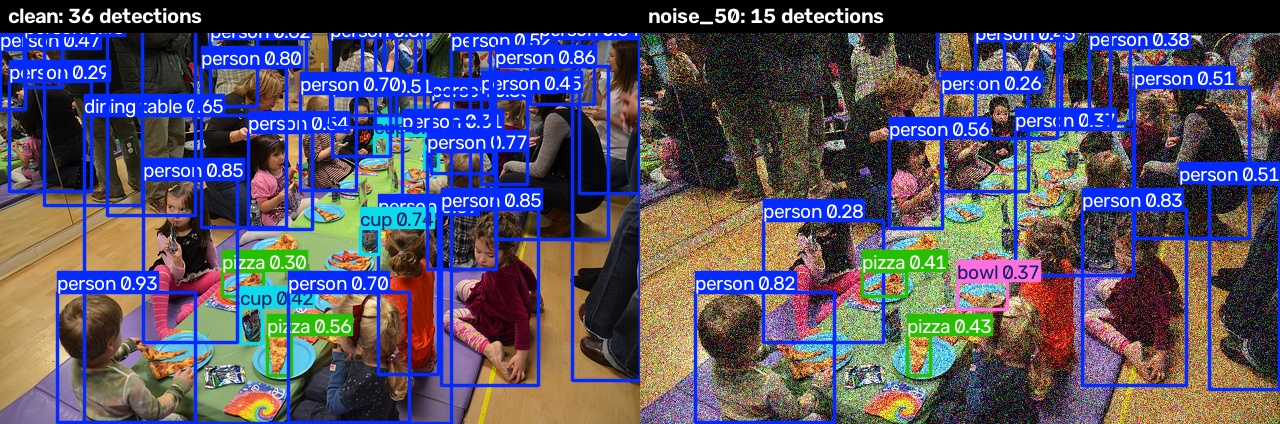 clean: 36 detections
noise_50: 15 detections
person 0.47
person 0.86
person 0.80
person 0.29
person 0.70
person 0.45
dining table 0.65
person 0.54
person 0.77
person 0.85
person 0.85
cup 0.74
pizza 0.30
person 0.93
person 0.70
cup 0.42
pizza 0.56
person 0.38
person 0.51
person 0.26
person 0.56
person 0.37
person 0.51
person 0.83
person 0.28
pizza 0.41
bowl 0.37
person 0.82
pizza 0.43